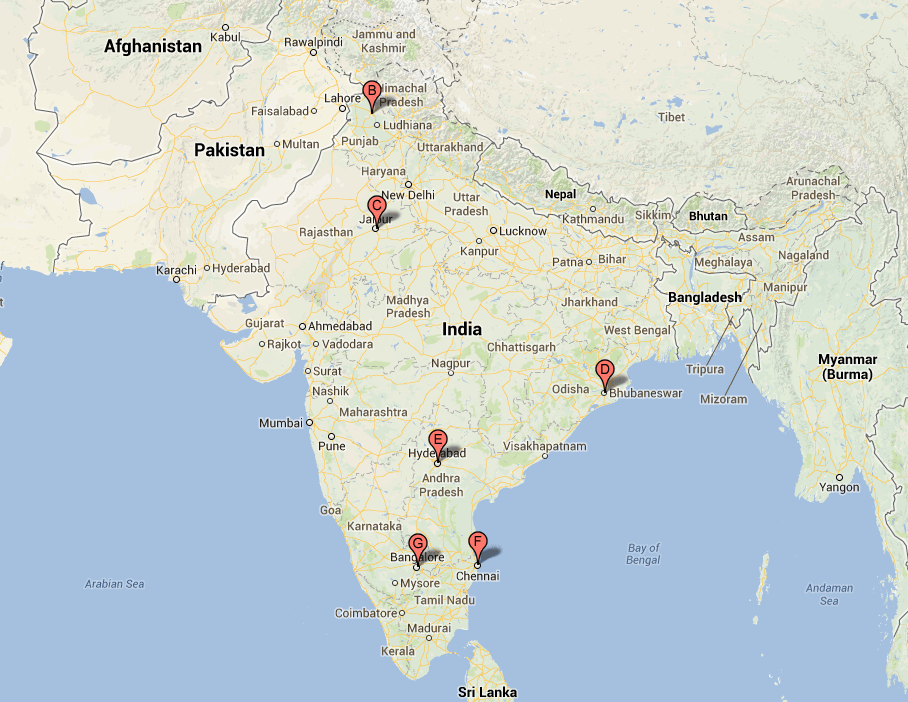 Afghanistan
Kabul
Rawalpindi
Jammu and
Kashmir
B
Himachal
Pradesh
Lahore
Faisalabad
Ludhiana
Tibet
Pakistan
Multan
Punjab
Uttarakhand
Haryana
New Delhi
Nepal
Arunachal
Pradesh
Uttar
Pradesh
C
Jaipur
Kathmandu
Sikkim
Bhutan
Rajasthan
Lucknow
Assam
Kanpur
Nagaland
Patna
Bihar
Meghalaya
Karachi
Hyderabad
Manipur
Bangladesh
Madhya
Pradesh
Jharkhand
Gujarat
Ahmedabad
India
West Bengal
Rajkot
Vadodara
Chhattisgarh
Myanmar
(Burma)
Nagpur
Tripura
t
Surat
D
Nashik
Odisha
Bhubaneswar
Mizoram
Maharashtra
Mumbai
Pune
E
Hyderabad
Visakhapatnam
Andhra
Pradesh
Yangon
Goa
Karnataka
G
F
Bangalore
Bay of
Bengal
Chennai
Arabian Sea
Mysore
Andaman
Sea
Tamil Nadu
Coimbatore
Madurai
Kerala
Sri Lanka